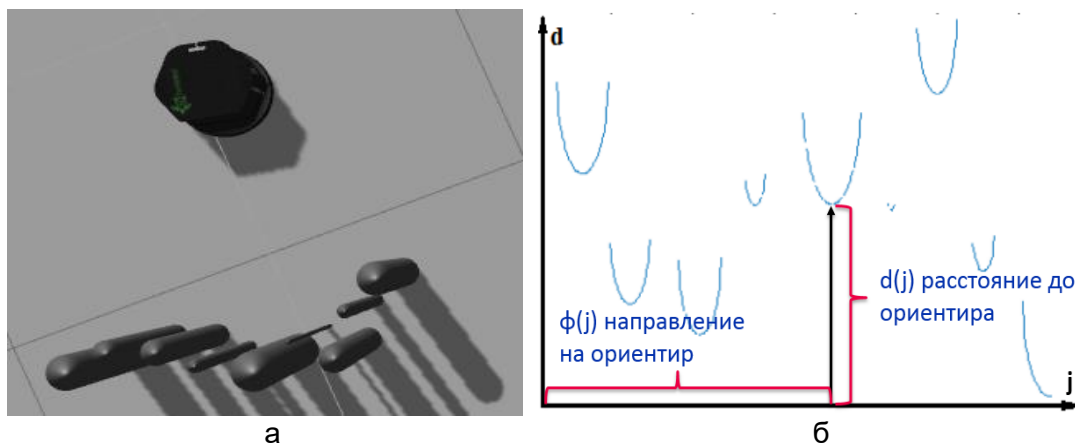 d
ϕ(j) направление
на ориентир
d(j) расстояние до
ориентира
j
а
б